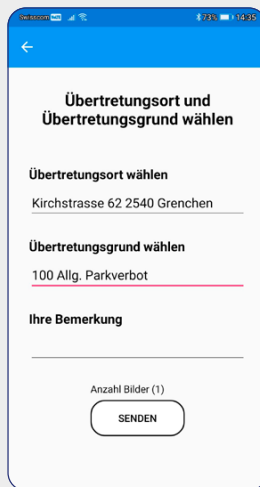 Swisscom
73% 14:35
Übertretungsort und
Übertretungsgrund wählen
Übertretungsort wählen
Kirchstrasse 62 2540 Grenchen
Übertretungsgrund wählen
100 Allg. Parkverbot
Ihre Bemerkung
Anzahl Bilder (1)
SENDEN